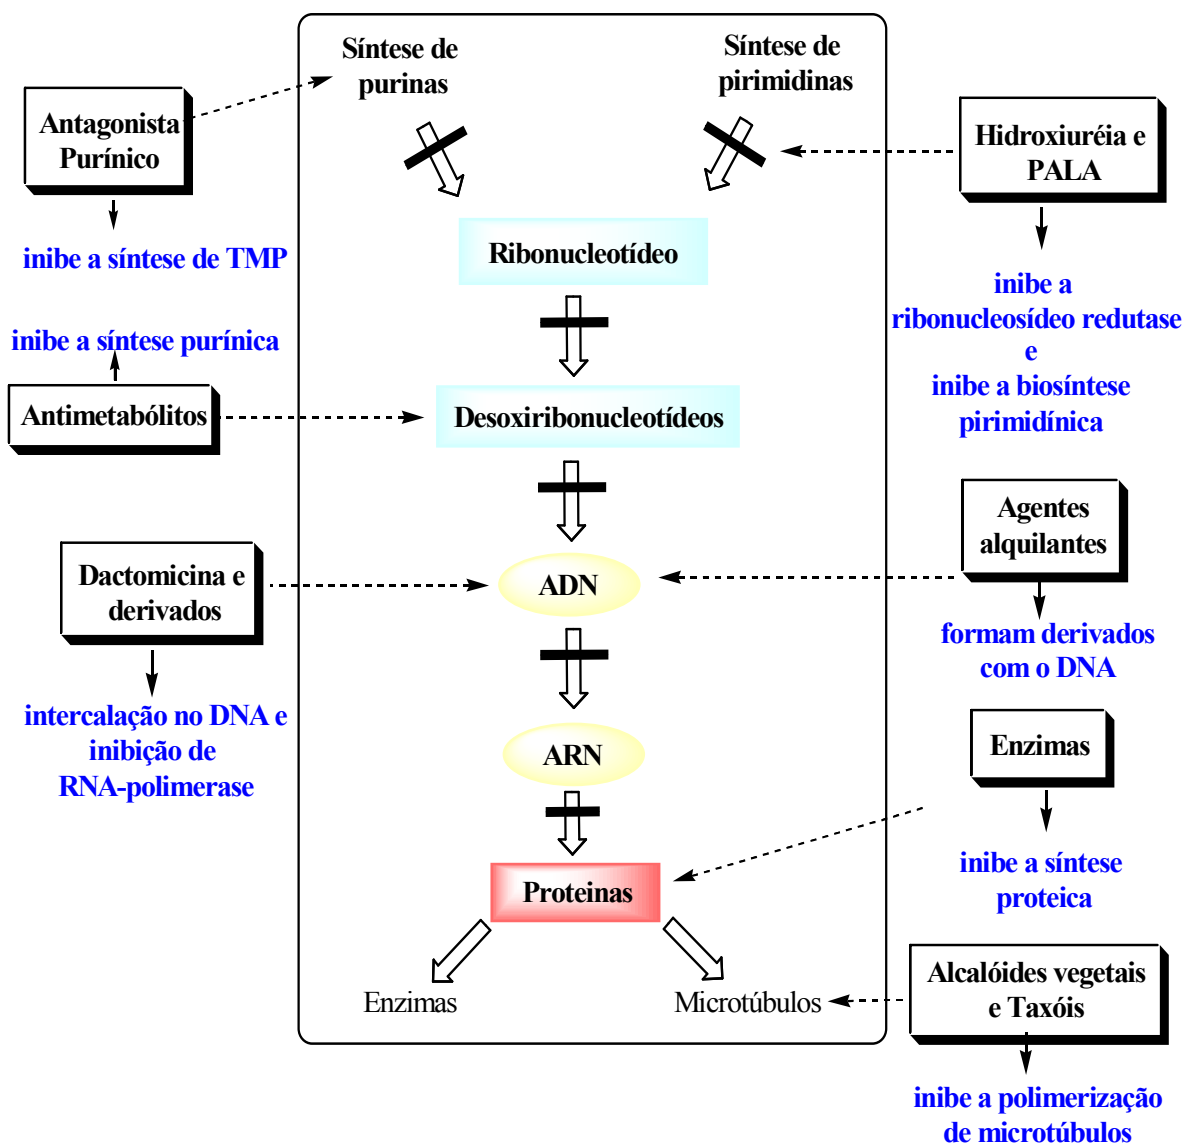 Síntese de
purinas
Síntese de
pirimidinas
Antagonista
Purínico
Hidroxiuréia e
PALA
inibe a síntese de TMP
Ribonucleotídeo
inibe a
ribonucleosídeo redutase
e
inibe a biosíntese
pirimidínica
inibe a síntese purínica
Antimetabólitos
Desoxiribonucleotídeos
Agentes
alquilantes
Dactomicina e
derivados
ADN
formam derivados
com o DNA
intercalação no DNA e
inibição de
RNA-polimerase
ARN
Enzimas
inibe a síntese
proteica
Proteinas
Enzimas
Microtúbulos
Alcalóides vegetais
e Taxóis
inibe a polimerização
de microtúbulos